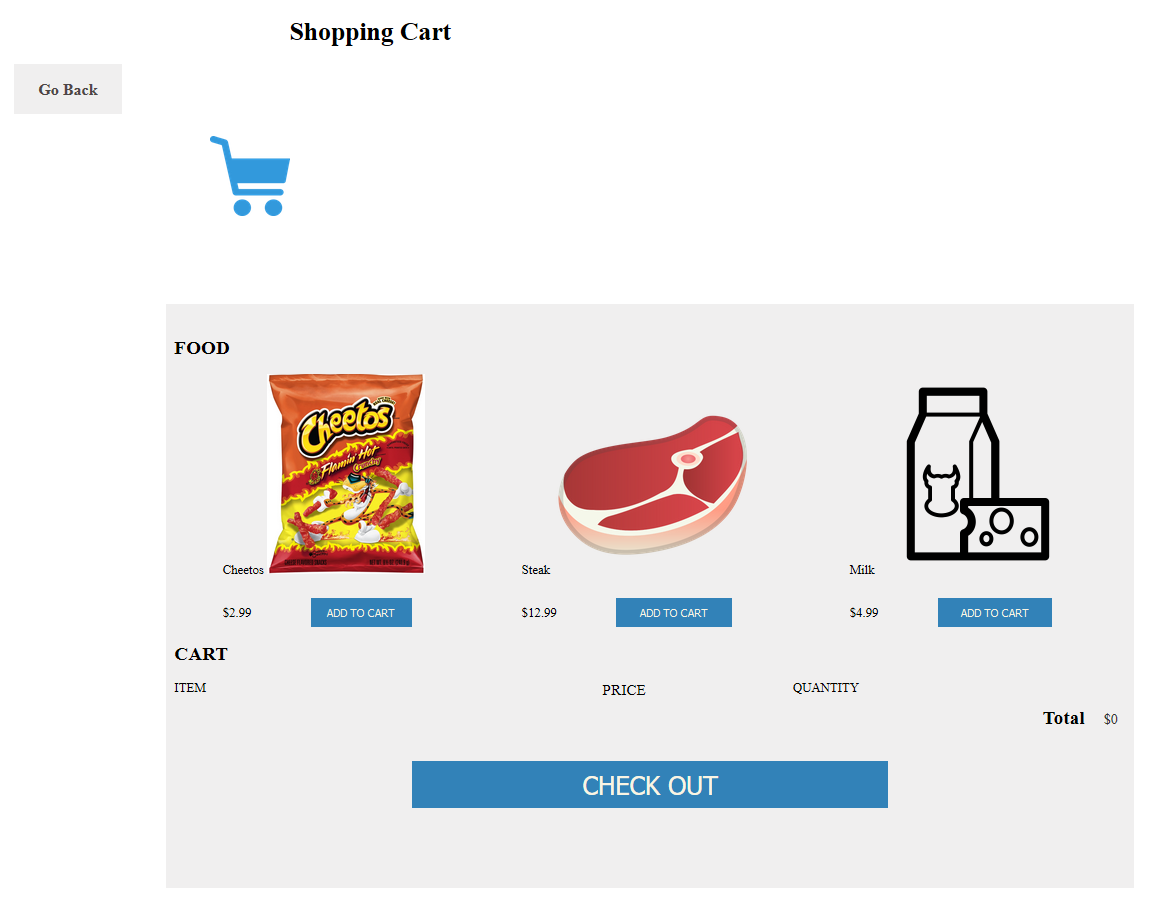 Shopping Cart
Go Back
FOOD
Cheetos
Flamin' Hot
Crunchy
Cheetos
Steak
Milk
$2.99
ADD TO CART
$12.99
ADD TO CART
$4.99
ADD TO CART
CART
ITEM
PRICE
QUANTITY
Total
$0
CHECK OUT